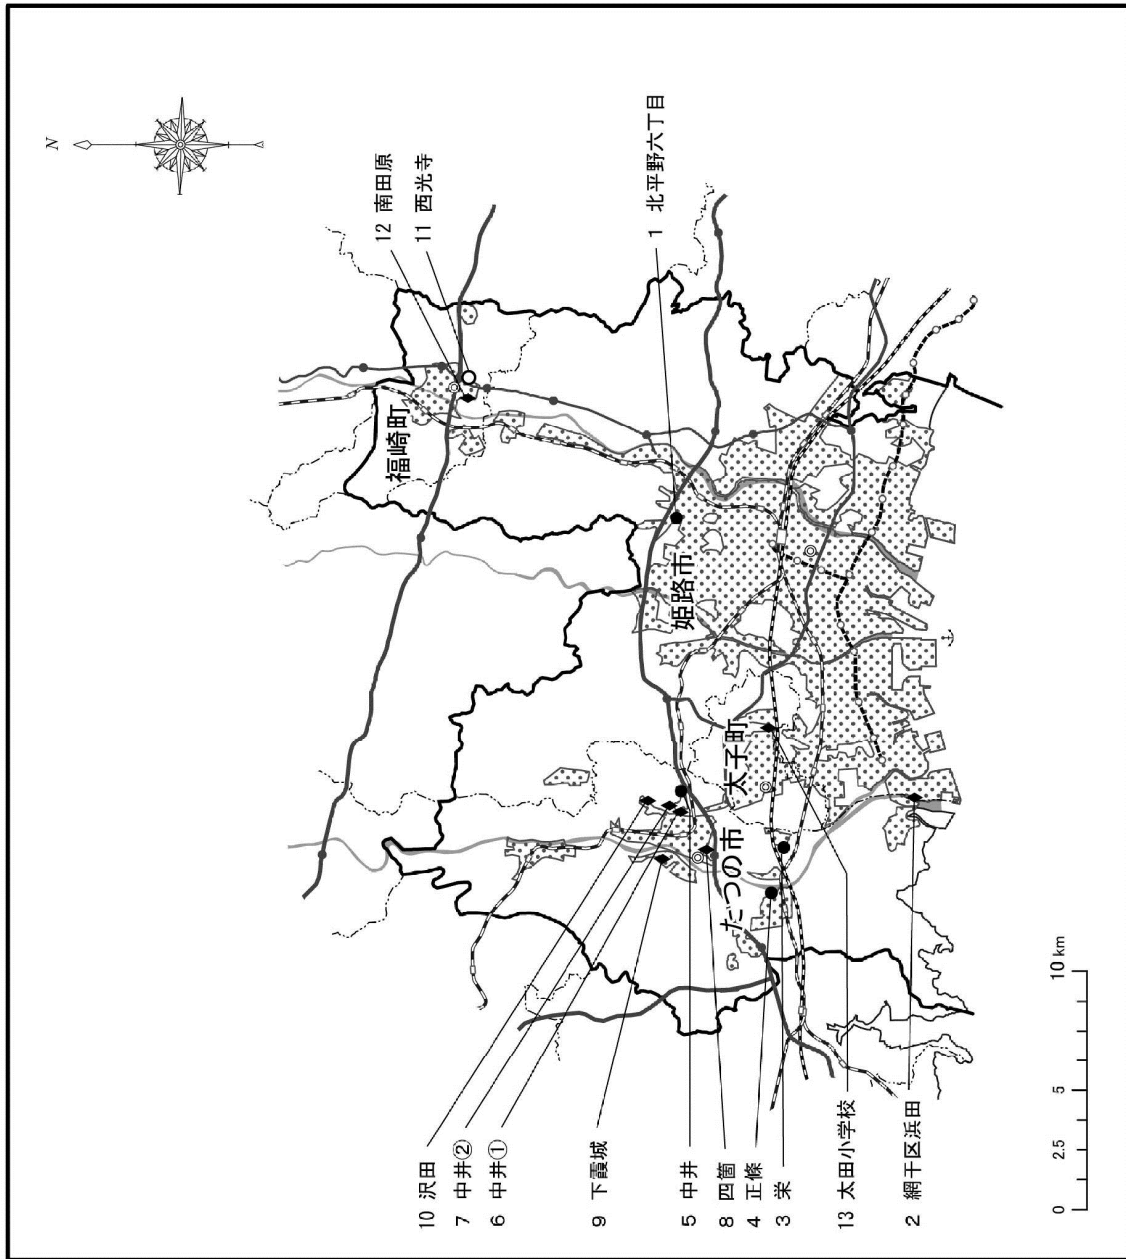 N
12 南田原
11 西光寺
1 北平野六丁目
福崎町
姫路市
太子町
たつの市
10 沢田
7 中井②
6 中井①
9 下霞城
5 中井
8 四箇
4 正條
3 栄
13 太田小学校
2 網干区浜田
0 2.5 5 10 km